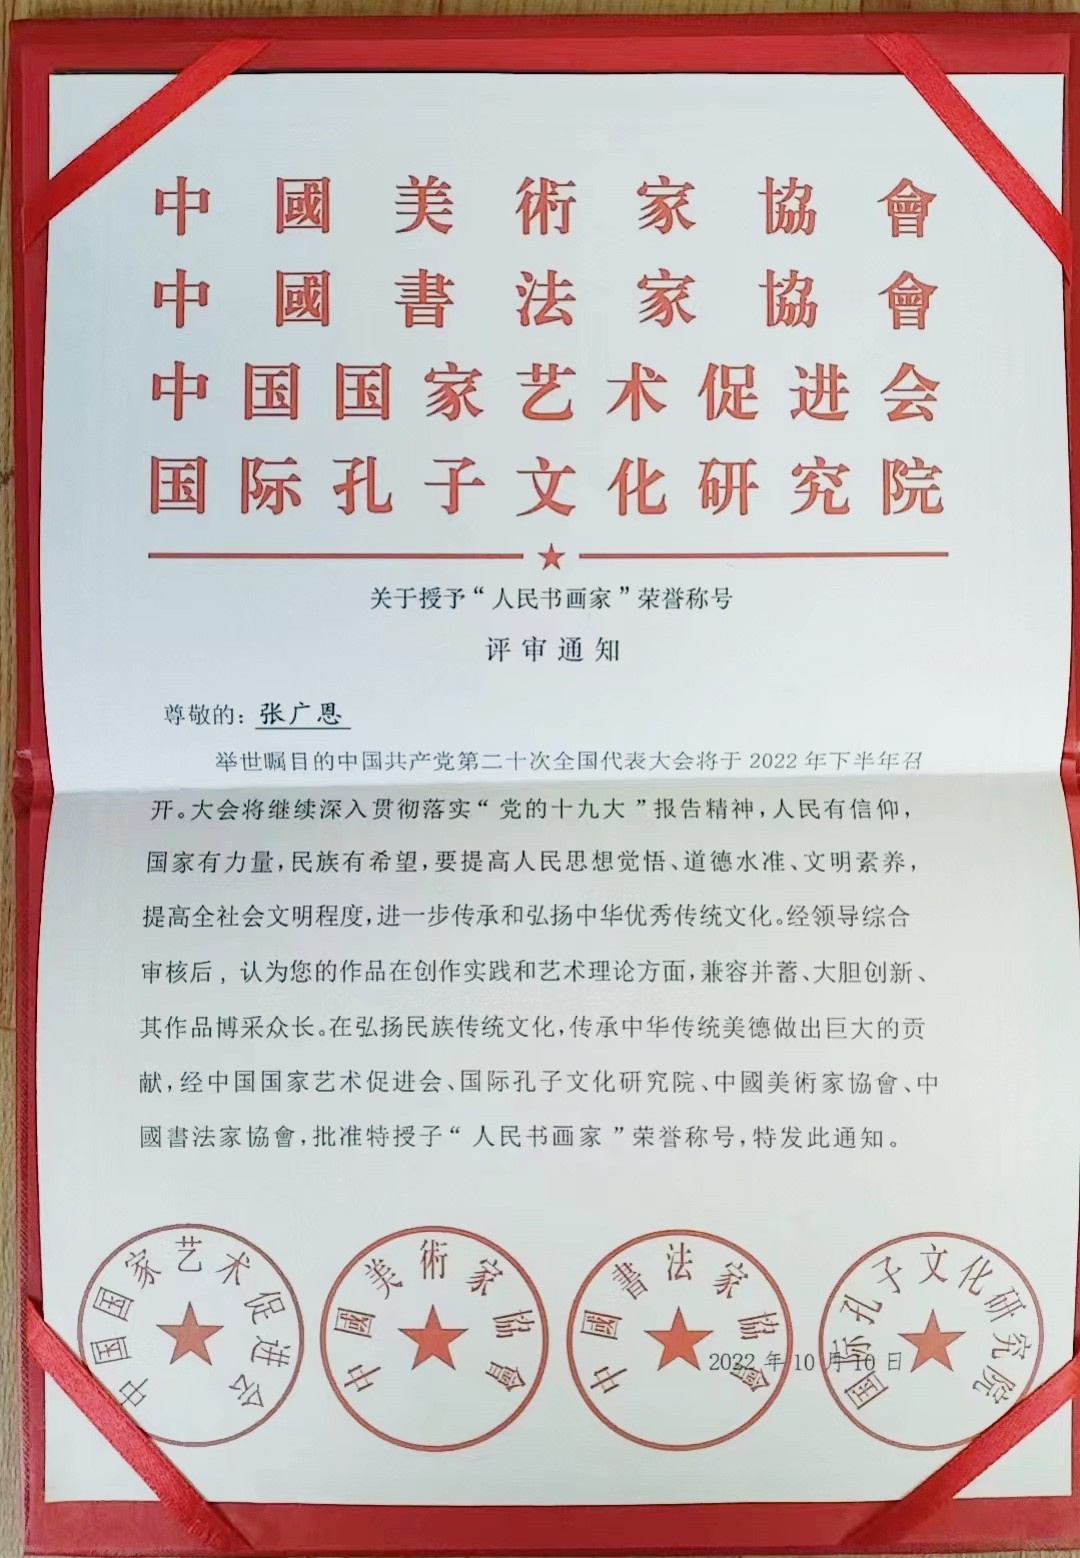 中國美術家協會
中國書法家協會
中国国家艺术促进会
国际孔子文化研究院
关于授予“人民书画家”荣誉称号
评审通知
尊敬的：张广恩
举世瞩目的中国共产党第二十次全国代表大会将于2022年下半年召
开。大会将继续深入贯彻落实“党的十九大”报告精神，人民有信仰，
国家有力量，民族有希望，要提高人民思想觉悟、道德水准、文明素养，
提高全社会文明程度，进一步传承和弘扬中华优秀传统文化。经领导综合
审核后，认为您的作品在创作实践和艺术理论方面，兼容并蓄、大胆创新、
其作品博采众长。在弘扬民族传统文化，传承中华传统美德做出巨大的贡
献，经中国国家艺术促进会、国际孔子文化研究院、中國美術家協會、中
國書法家協會，批准特授子“人民书画家”荣誉称号，特发此通知。
中国国家艺术促进会
中國美術家協會
中國書法家協會
国际孔子文化研究院
2022年10月10日